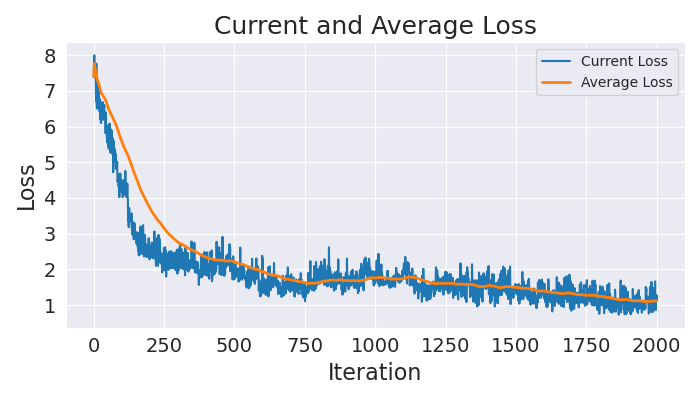 Current and Average Loss
Current Loss
Average Loss
Loss
8
7
6
5
4
3
2
1
0 250 500 750 1000 1250 1500 1750 2000
Iteration